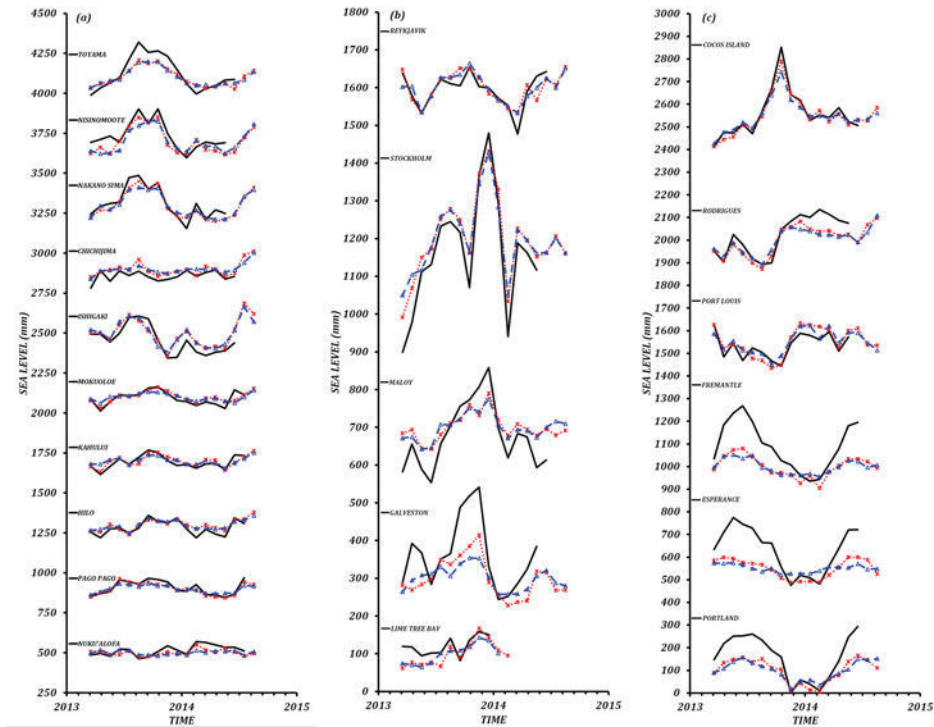 (a)
4500
4250
TOYAMA
4000
NISINOMOOTE
3750
3500
NAKANO SIMA
3250
CHICHIJIMA
3000
2750
ISHIGAKI
2500
2250
MOKUOLOE
2000
KAHULUI
1750
1500
HILO
1250
1000
PAGO PAGO
750
NUKU'ALOFA
500
250
2013
2014
2015
SEA LEVEL (mm)
TIME
(b)
1800
REYKJAVIK
1600
1400
STOCKHOLM
1200
1000
900
800
MALOY
700
600
GALVESTON
500
400
300
200
LIME TREE BAY
100
0
2013
2014
2015
SEA LEVEL (mm)
TIME
(c)
3000
2900
COCOS ISLAND
2800
2700
2600
2500
2400
2300
2200
RODRIGUES
2100
2000
1900
1800
PORT LOUIS
1700
1600
1500
1400
FREMANTLE
1300
1200
1100
1000
900
ESPERANCE
800
700
600
500
400
PORTLAND
300
200
100
0
2013
2014
2015
SEA LEVEL (mm)
TIME